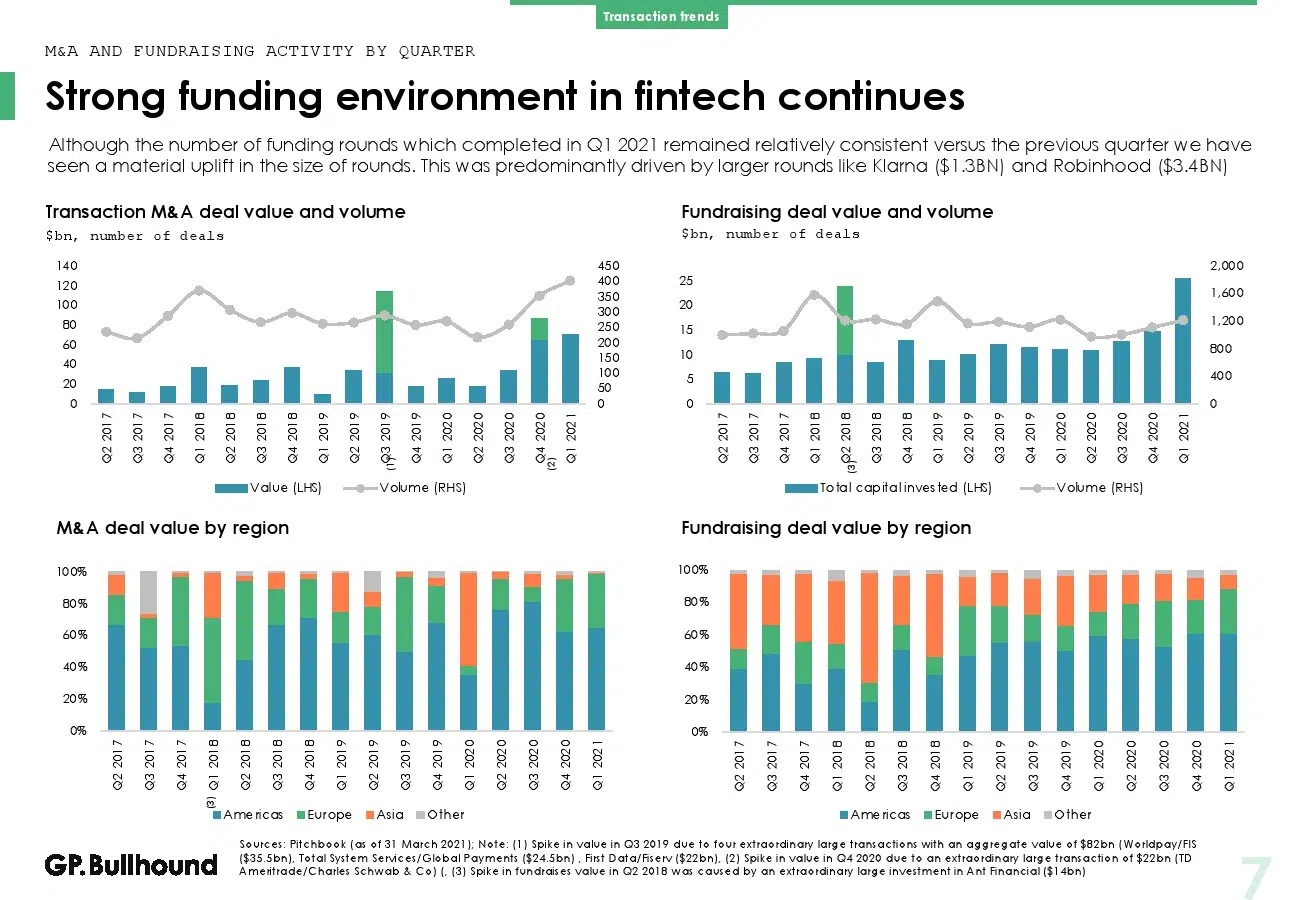 Transaction trends
M&A AND FUNDRAISING ACTIVITY BY QUARTER
Strong funding environment in fintech continues
Although the number of funding rounds which completed in Q1 2021 remained relatively consistent versus the previous quarter we have
seen a material uplift in the size of rounds. This was predominantly driven by larger rounds like Klarna ($1.3BN) and Robinhood ($3.4BN)
Transaction M&A deal value and volume
$bn, number of deals
140
120
100
80
60
40
20
0
450
400
350
300
250
200
150
100
50
0
Q2 2017
Q3 2017
Q4 2017
Q1 2018
Q2 2018
Q3 2018
Q4 2018
Q1 2019
Q2 2019
Q3 2019
(1)
Q4 2019
Q1 2020
Q2 2020
Q3 2020
Q4 2020
(2)
Q1 2021
Value (LHS)
Volume (RHS)
Fundraising deal value and volume
$bn, number of deals
25
20
15
10
5
0
2,000
1,600
1,200
800
400
0
Q2 2017
Q3 2017
Q4 2017
Q1 2018
Q2 2018
(3)
Q3 2018
Q4 2018
Q1 2019
Q2 2019
Q3 2019
Q4 2019
Q1 2020
Q2 2020
Q3 2020
Q4 2020
Q1 2021
Total capital invested (LHS)
Volume (RHS)
M&A deal value by region
100%
80%
60%
40%
20%
0%
Q2 2017
Q3 2017
Q4 2017
(3) Q1 2018
Q2 2018
Q3 2018
Q4 2018
Q1 2019
Q2 2019
Q3 2019
Q4 2019
Q1 2020
Q2 2020
Q3 2020
Q4 2020
Q1 2021
Americas
Europe
Asia
Other
Fundraising deal value by region
100%
80%
60%
40%
20%
0%
Q2 2017
Q3 2017
Q4 2017
Q1 2018
Q2 2018
Q3 2018
Q4 2018
Q1 2019
Q2 2019
Q3 2019
Q4 2019
Q1 2020
Q2 2020
Q3 2020
Q4 2020
Q1 2021
Americas
Europe
Asia
Other
GP.Bullhound
Sources: Pitchbook (as of 31 March 2021); Note: (1) Spike in value in Q3 2019 due to four extraordinary large transactions with an aggregate value of $82bn (Worldpay/FIS
($35.5bn), Total System Services/Global Payments ($24.5bn) , First Data/Fiserv ($22bn), (2) Spike in value in Q4 2020 due to an extraordinary large transaction of $22bn (TD
Ameritrade/Charles Schwab & Co) (, (3) Spike in fundraises value in Q2 2018 was caused by an extraordinary large investment in Ant Financial ($14bn)
7